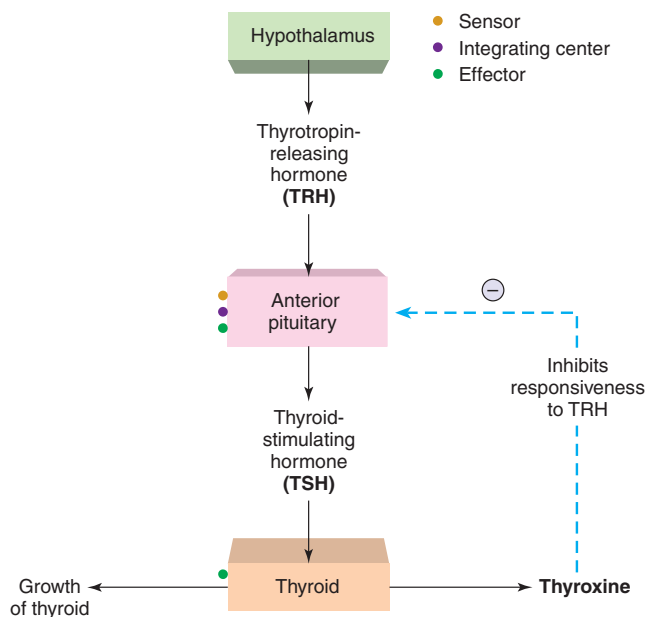 Hypothalamus
Sensor
Integrating center
Effector
Thyrotropin-
releasing
hormone
(TRH)
Anterior
pituitary
−
Inhibits
responsiveness
to TRH
Thyroid-
stimulating
hormone
(TSH)
Growth
of thyroid
Thyroid
Thyroxine